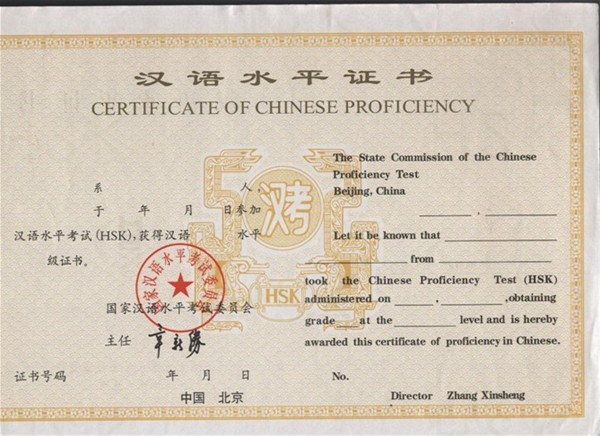 汉语水平证书
CERTIFICATE OF CHINESE PROFICIENCY
系 人,
于 年 月 日参加
汉语水平考试(HSK),获得汉语 水平
级证书。
国家汉语水平考试委员会
主任
证书号码 年 月 日
中国 北京
HSK
The State Commission of the Chinese
Proficiency Test
Beijing, China
,
Let it be known that
from
took the Chinese Proficiency Test (HSK)
administered on , ,obtaining
grade at the level and is hereby
awarded this certificate of proficiency in Chinese.
No.
Director Zhang Xinsheng